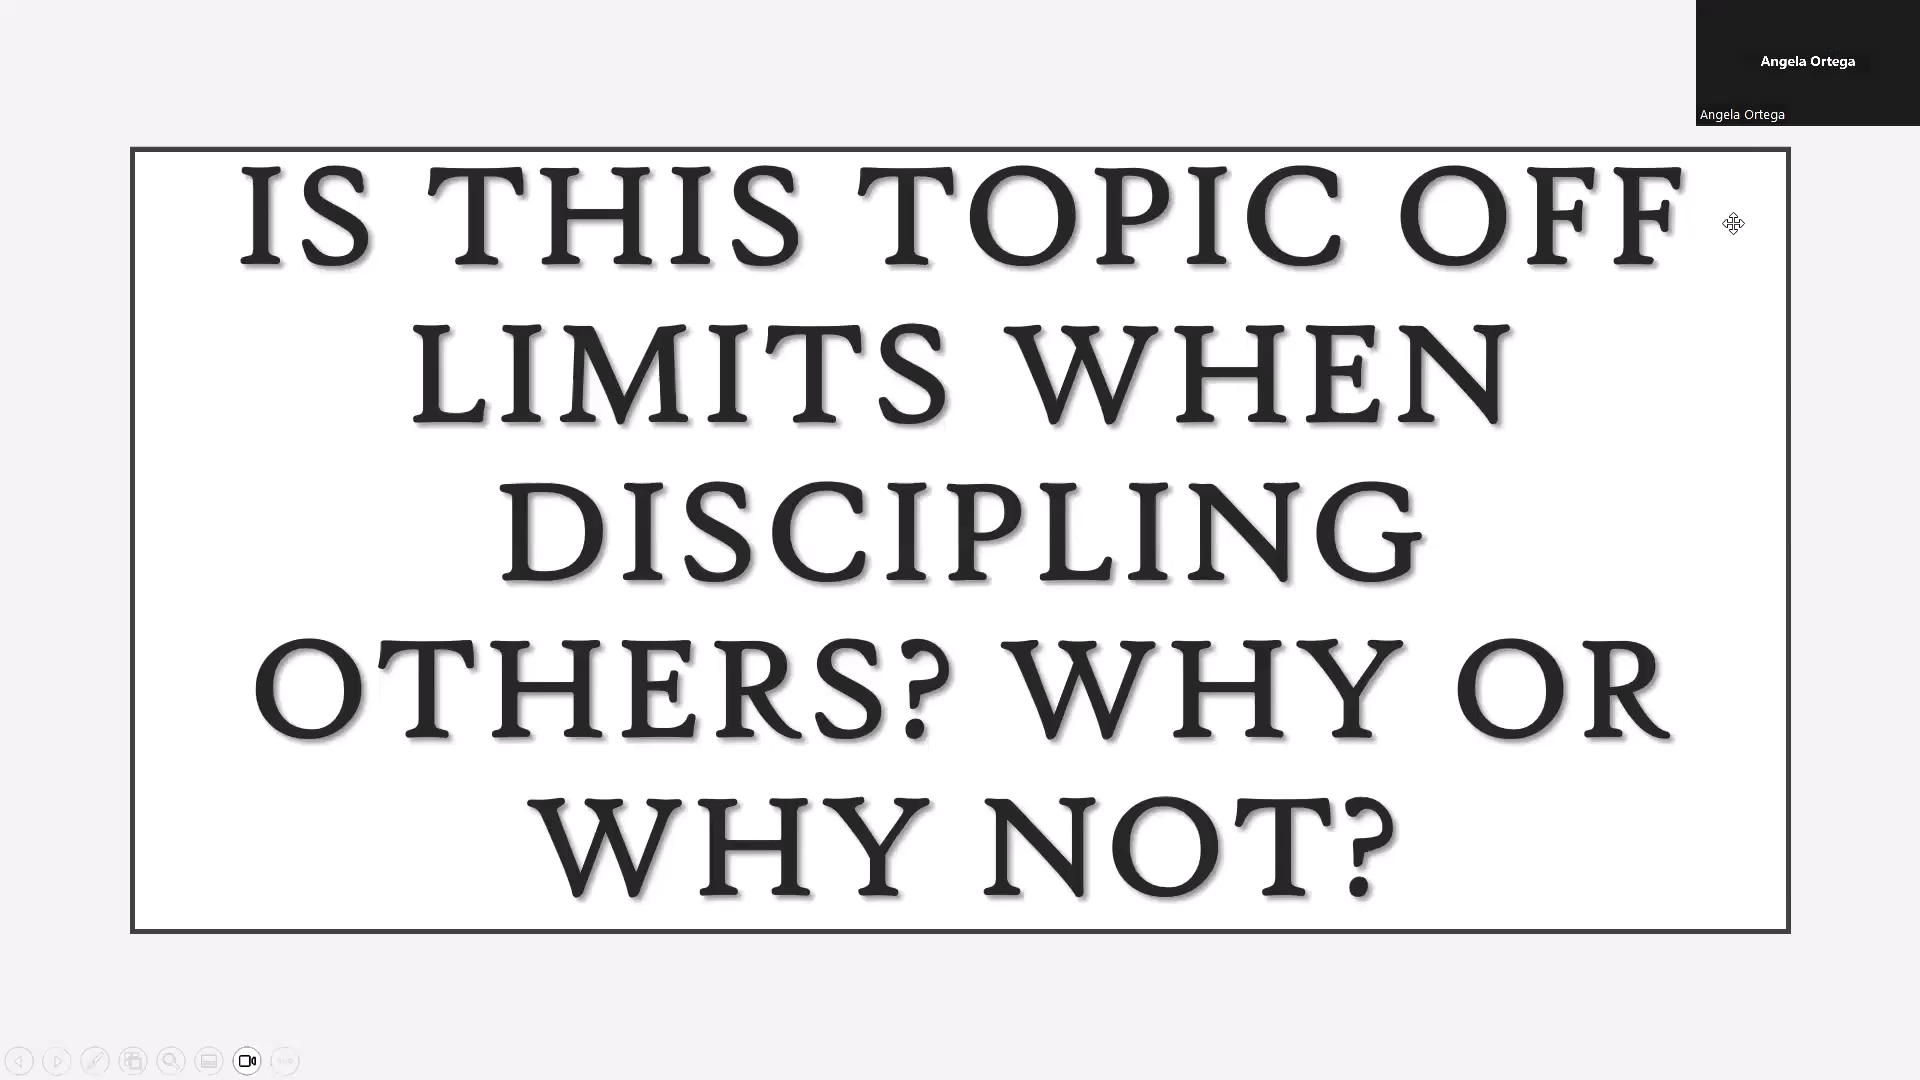 Angela Ortega
Angela Ortega
IS THIS TOPIC OFF
LIMITS WHEN
DISCIPLING
OTHERS? WHY OR
WHY NOT?